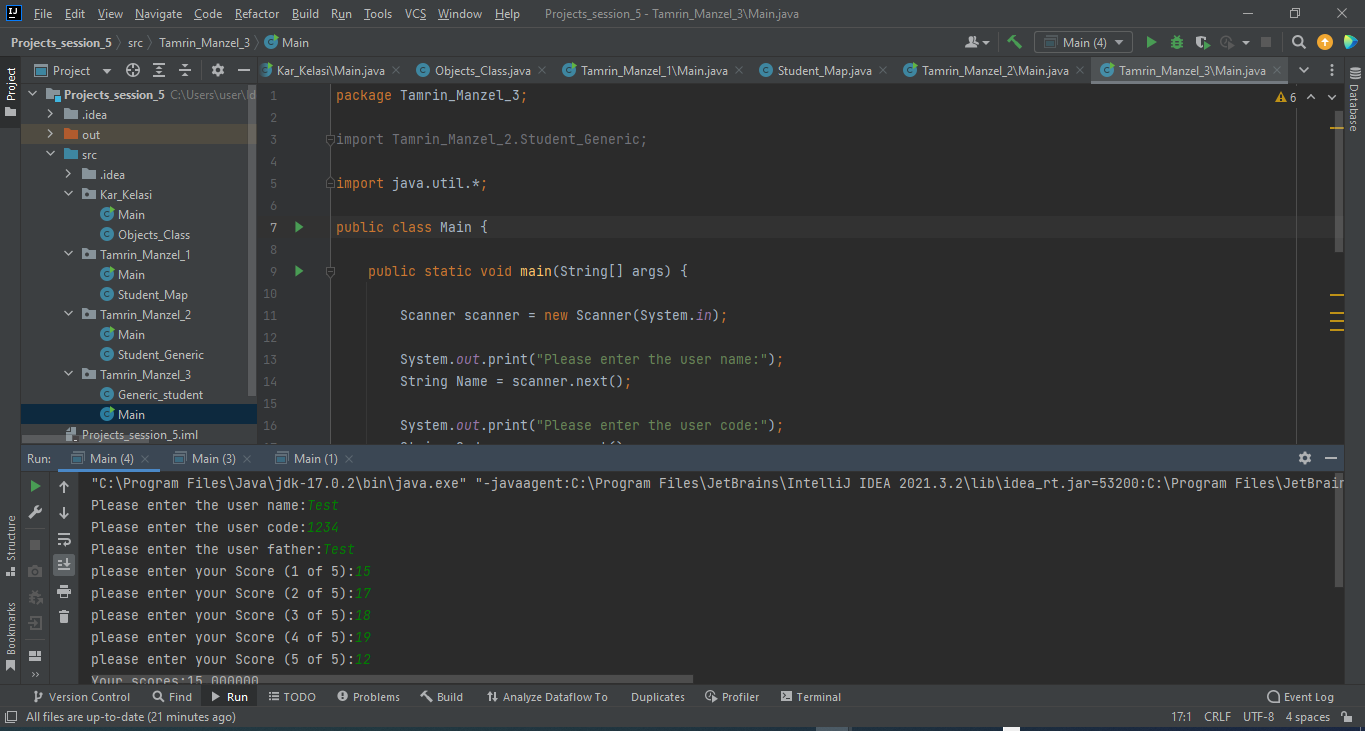 File Edit View Navigate Code Refactor Build Run Tools VCS Window Help Projects_session_5 - Tamrin_Manzel_3\Main.java
Projects_session_5 src Tamrin_Manzel_3 Main Main (4)
Project
Kar_Kelasi\Main.java Objects_Class.java Tamrin_Manzel_1\Main.java Student_Map.java Tamrin_Manzel_2\Main.java Tamrin_Manzel_3\Main.java
Project
Database
Projects_session_5 C:\Users\user\Id
.idea
out
src
.idea
Kar_Kelasi
Main
Objects_Class
Tamrin_Manzel_1
Main
Student_Map
Tamrin_Manzel_2
Main
Student_Generic
Tamrin_Manzel_3
Generic_student
Main
Projects_session_5.iml
6
1 package Tamrin_Manzel_3;
2
3 import Tamrin_Manzel_2.Student_Generic;
4
5 import java.util.*;
6
7 public class Main {
8
9 public static void main(String[] args) {
10
11 Scanner scanner = new Scanner(System.in);
12
13 System.out.print("Please enter the user name:");
14 String Name = scanner.next();
15
16 System.out.print("Please enter the user code:");
Run: Main (4) Main (3) Main (1)
"C:\Program Files\Java\jdk-17.0.2\bin\java.exe" "-javaagent:C:\Program Files\JetBrains\IntelliJ IDEA 2021.3.2\lib\idea_rt.jar=53200:C:\Program Files\JetBrain
Please enter the user name:Test
Please enter the user code:1234
Please enter the user father:Test
please enter your Score (1 of 5):15
please enter your Score (2 of 5):17
please enter your Score (3 of 5):18
please enter your Score (4 of 5):19
please enter your Score (5 of 5):12
Your scores:15.000000
Structure
Bookmarks
Version Control Find Run TODO Problems Build Analyze Dataflow To Duplicates Profiler Terminal Event Log
All files are up-to-date (21 minutes ago) 17:1 CRLF UTF-8 4 spaces